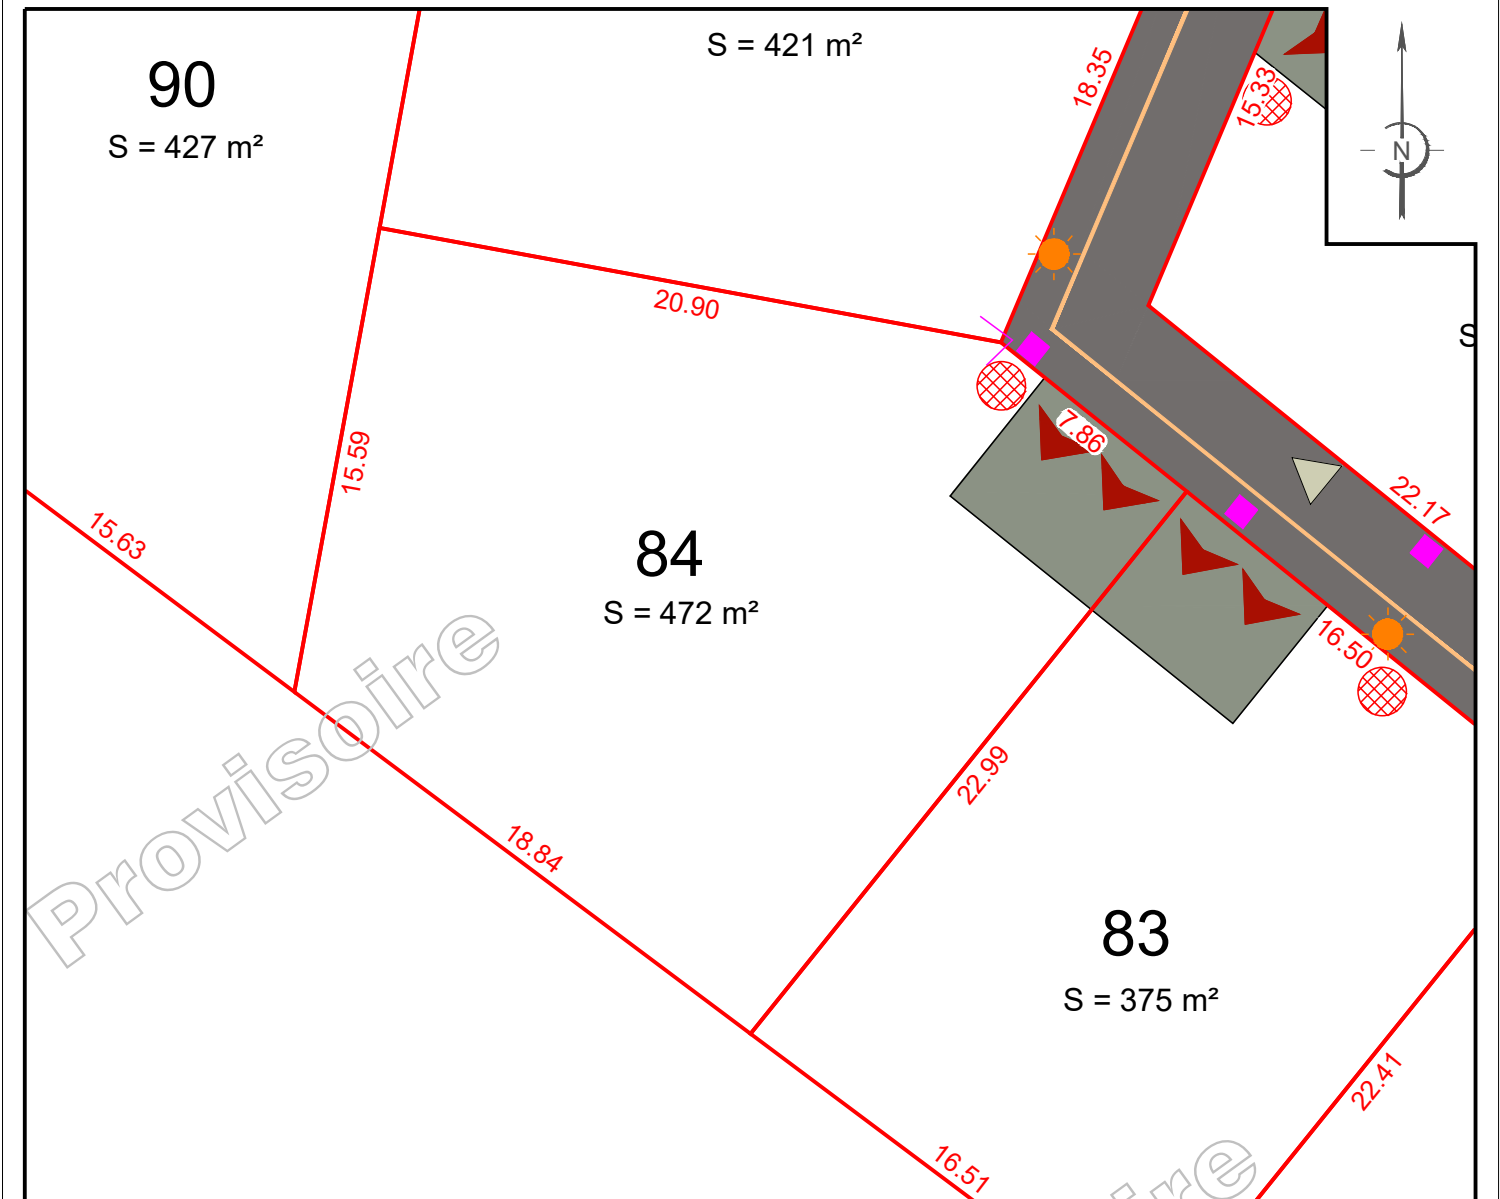 S = 421 m²
90
S = 427 m²
18.35
15.33
N
20.90
S
15.59
7.86
22.17
15.63
84
S = 472 m²
16.50
Provisoire
22.99
18.84
83
S = 375 m²
22.41
16.51
ire